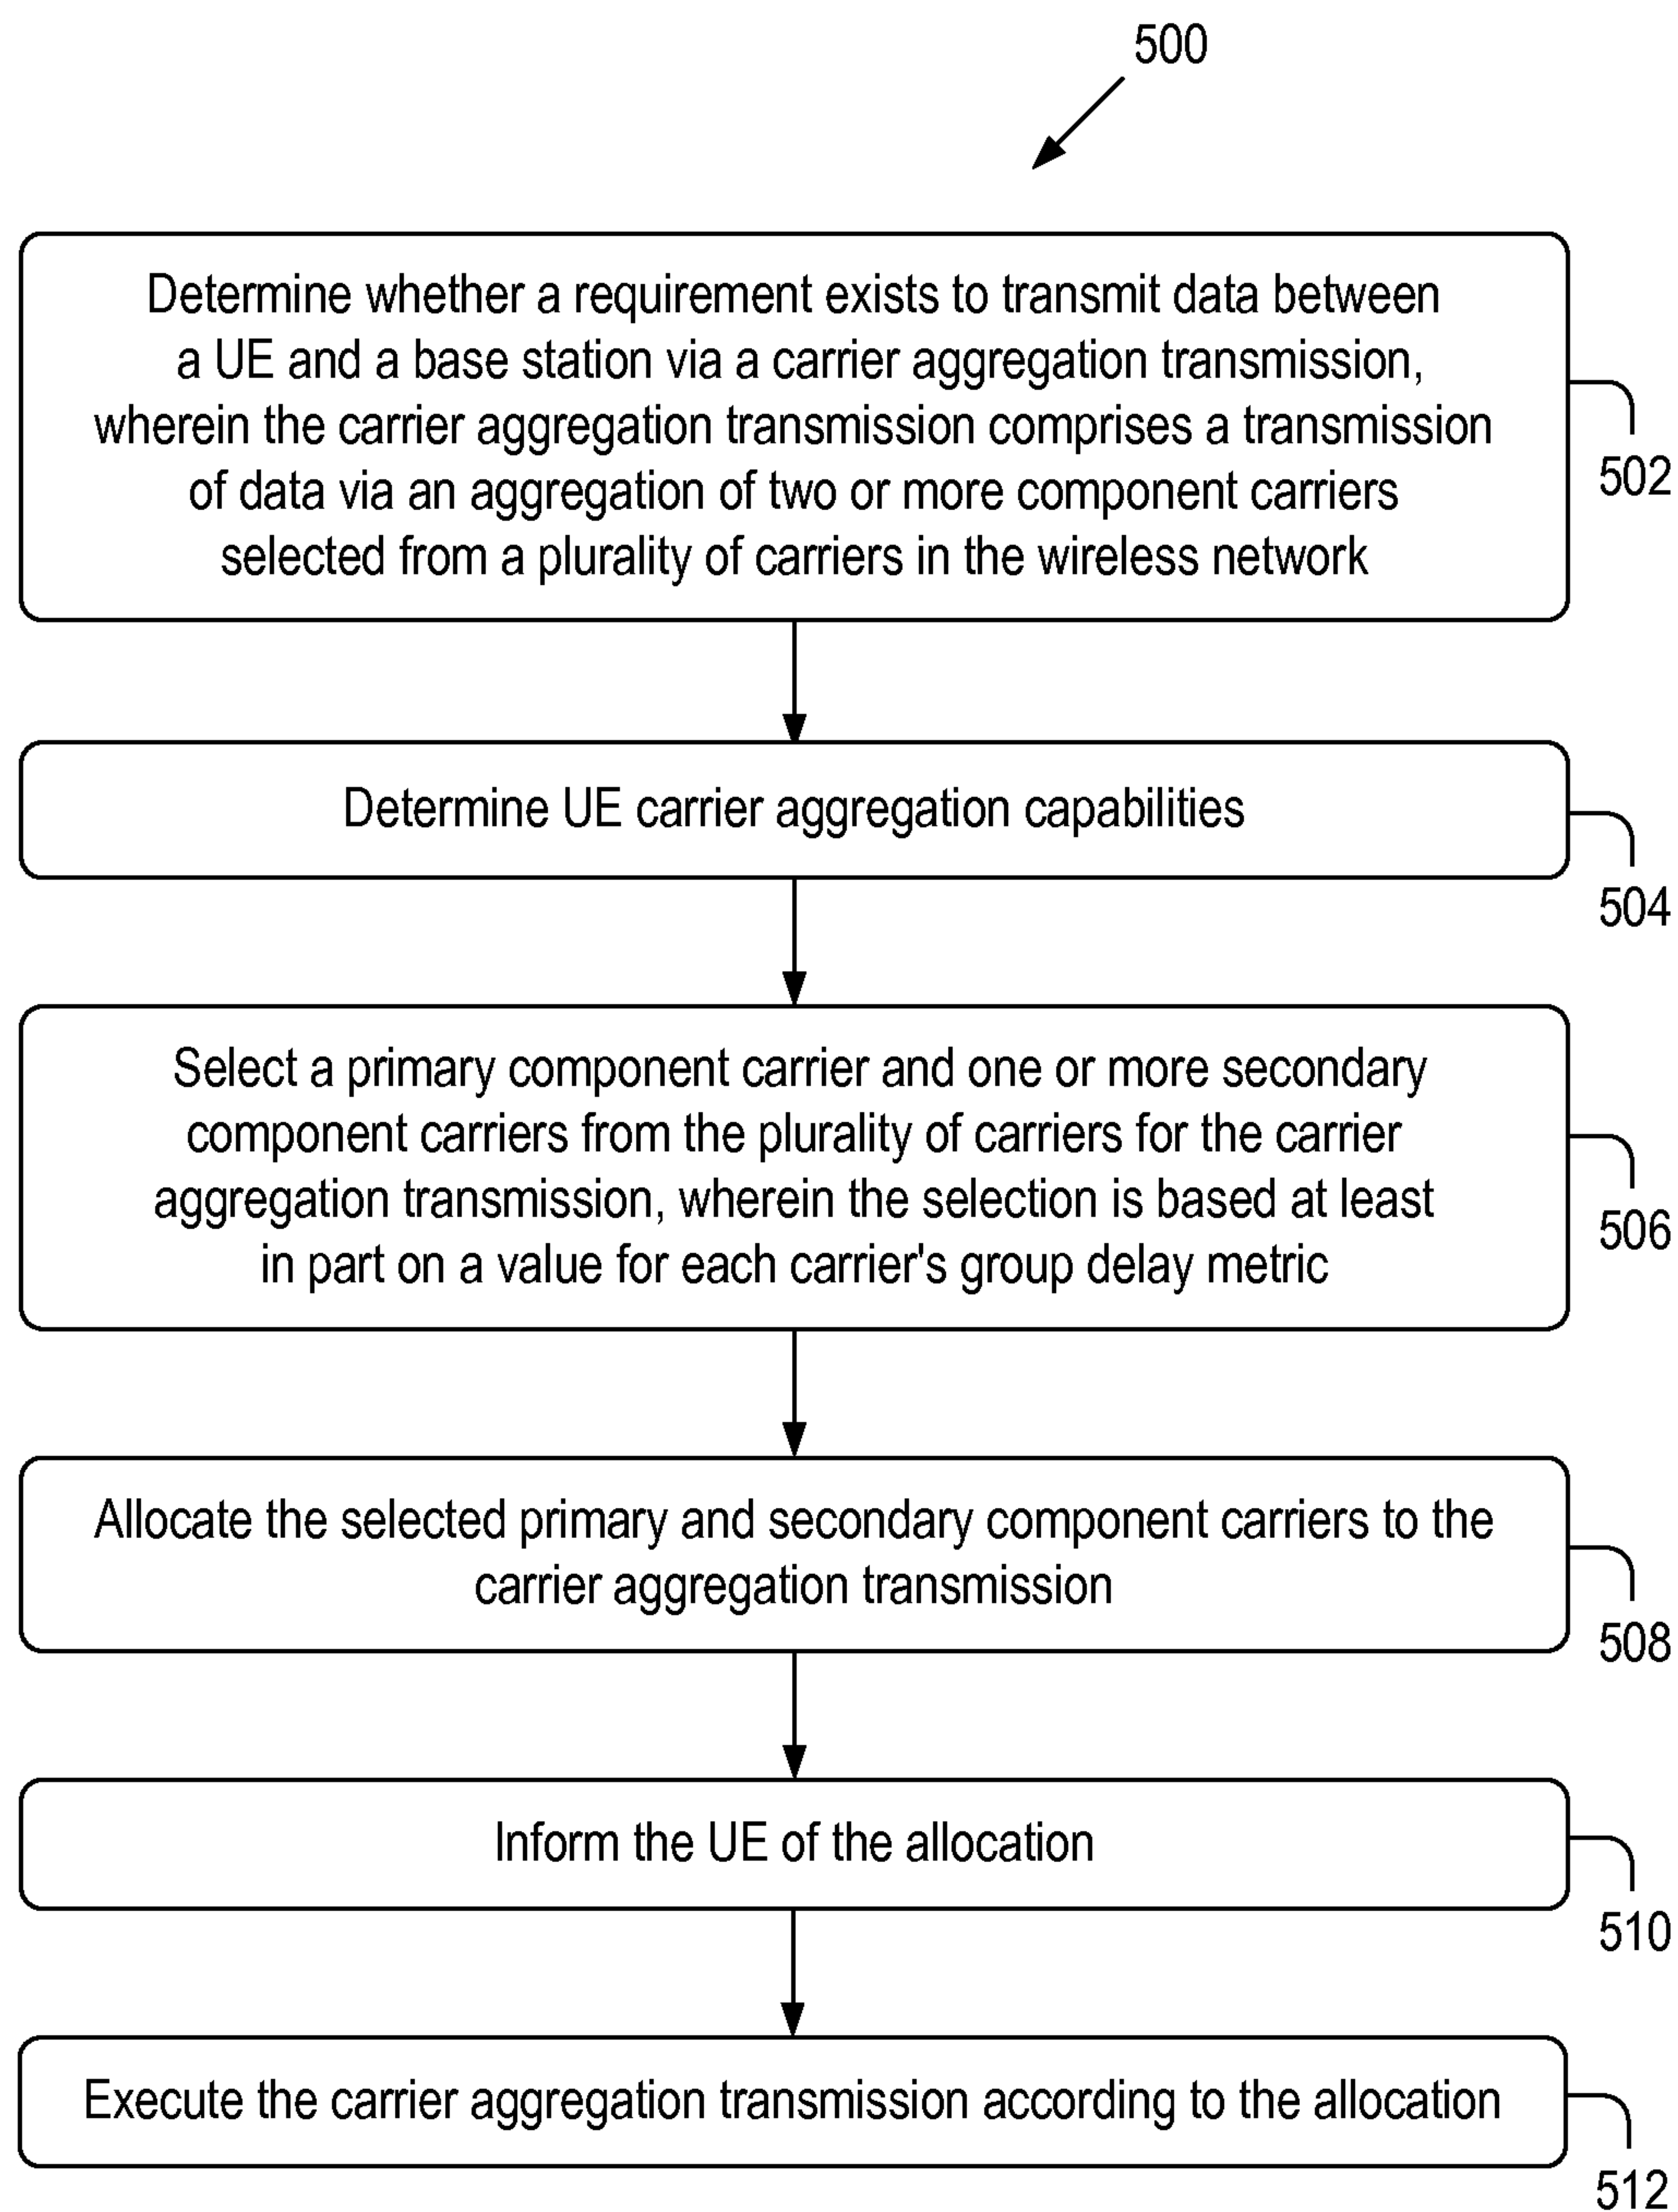 500
Determine whether a requirement exists to transmit data between
a UE and a base station via a carrier aggregation transmission,
wherein the carrier aggregation transmission comprises a transmission
of data via an aggregation of two or more component carriers
selected from a plurality of carriers in the wireless network
502
Determine UE carrier aggregation capabilities
504
Select a primary component carrier and one or more secondary
component carriers from the plurality of carriers for the carrier
aggregation transmission, wherein the selection is based at least
in part on a value for each carrier's group delay metric
506
Allocate the selected primary and secondary component carriers to the
carrier aggregation transmission
508
Inform the UE of the allocation
510
Execute the carrier aggregation transmission according to the allocation
512